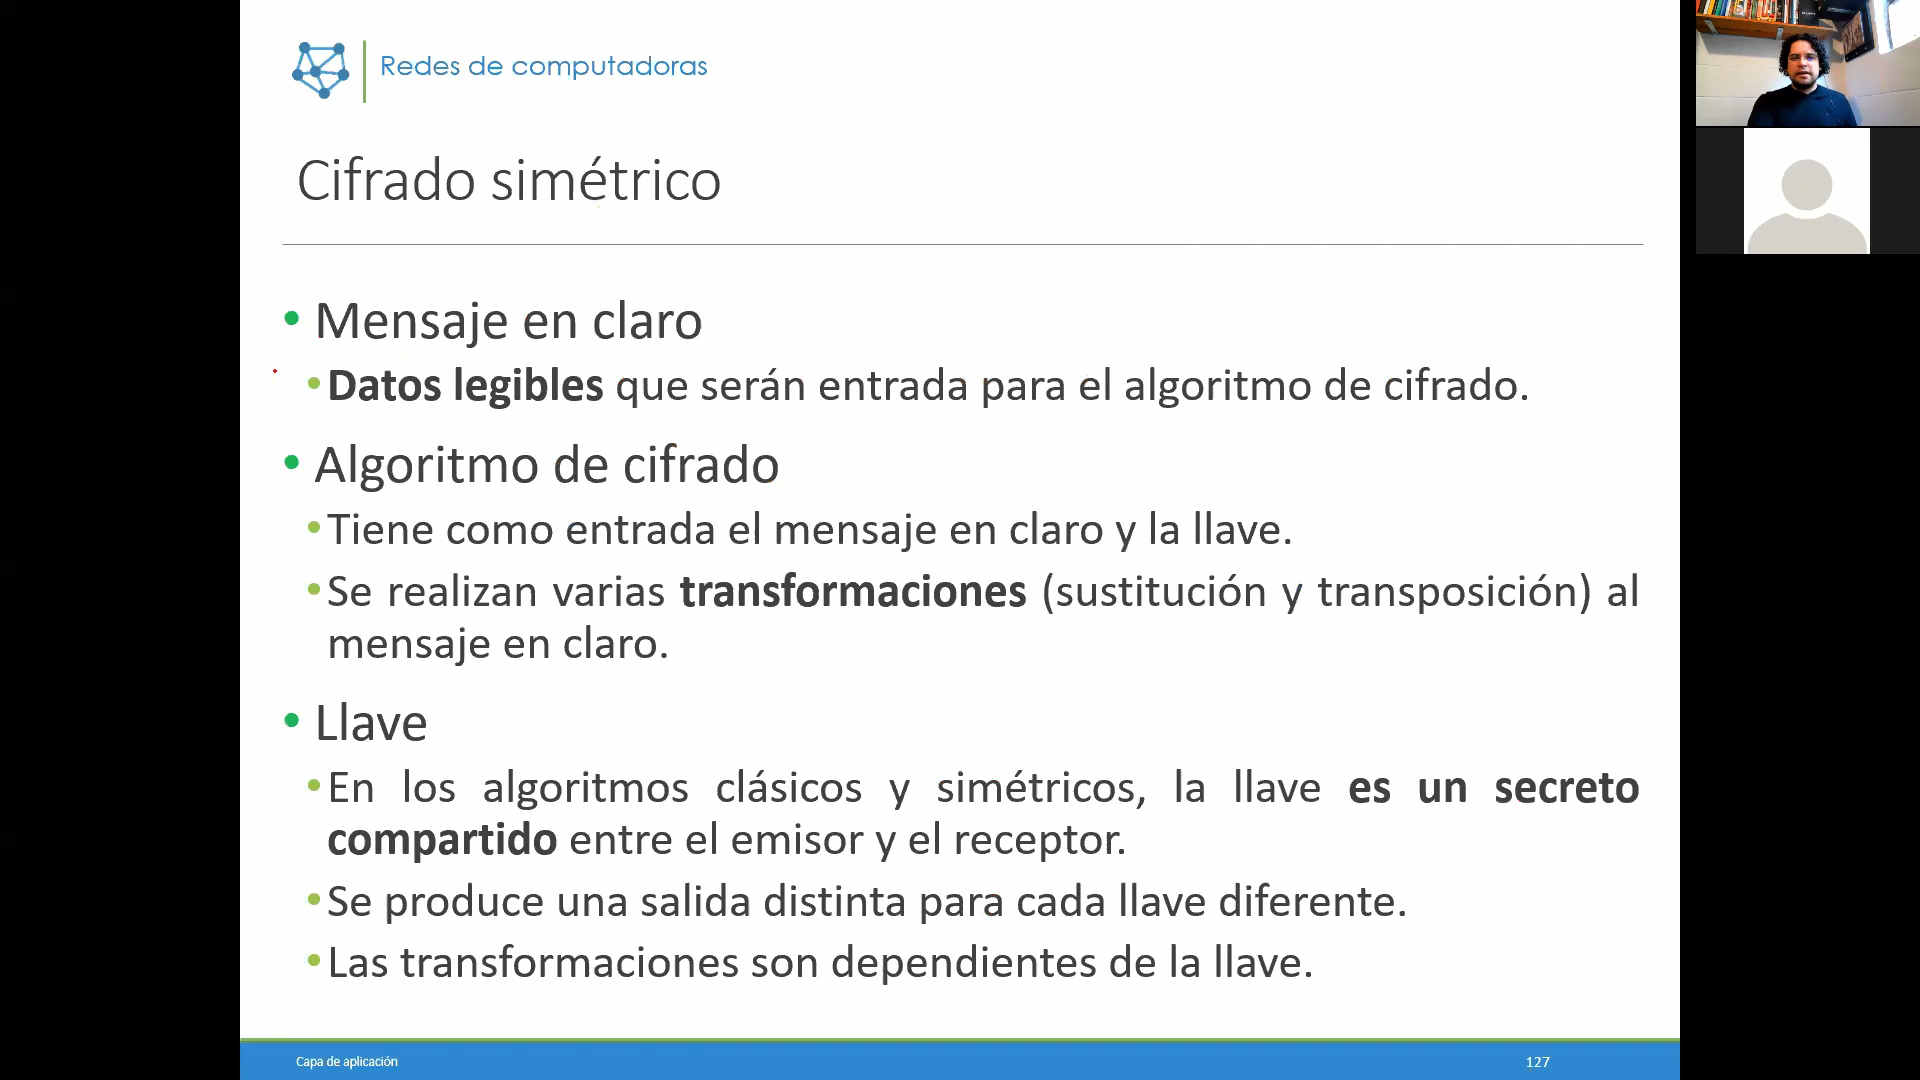 Redes de computadoras
Cifrado simétrico
• Mensaje en claro
• Datos legibles que serán entrada para el algoritmo de cifrado.
• Algoritmo de cifrado
• Tiene como entrada el mensaje en claro y la llave.
• Se realizan varias transformaciones (sustitución y transposición) al
mensaje en claro.
• Llave
• En los algoritmos clásicos y simétricos, la llave es un secreto
compartido entre el emisor y el receptor.
• Se produce una salida distinta para cada llave diferente.
• Las transformaciones son dependientes de la llave.
Capa de aplicación
127